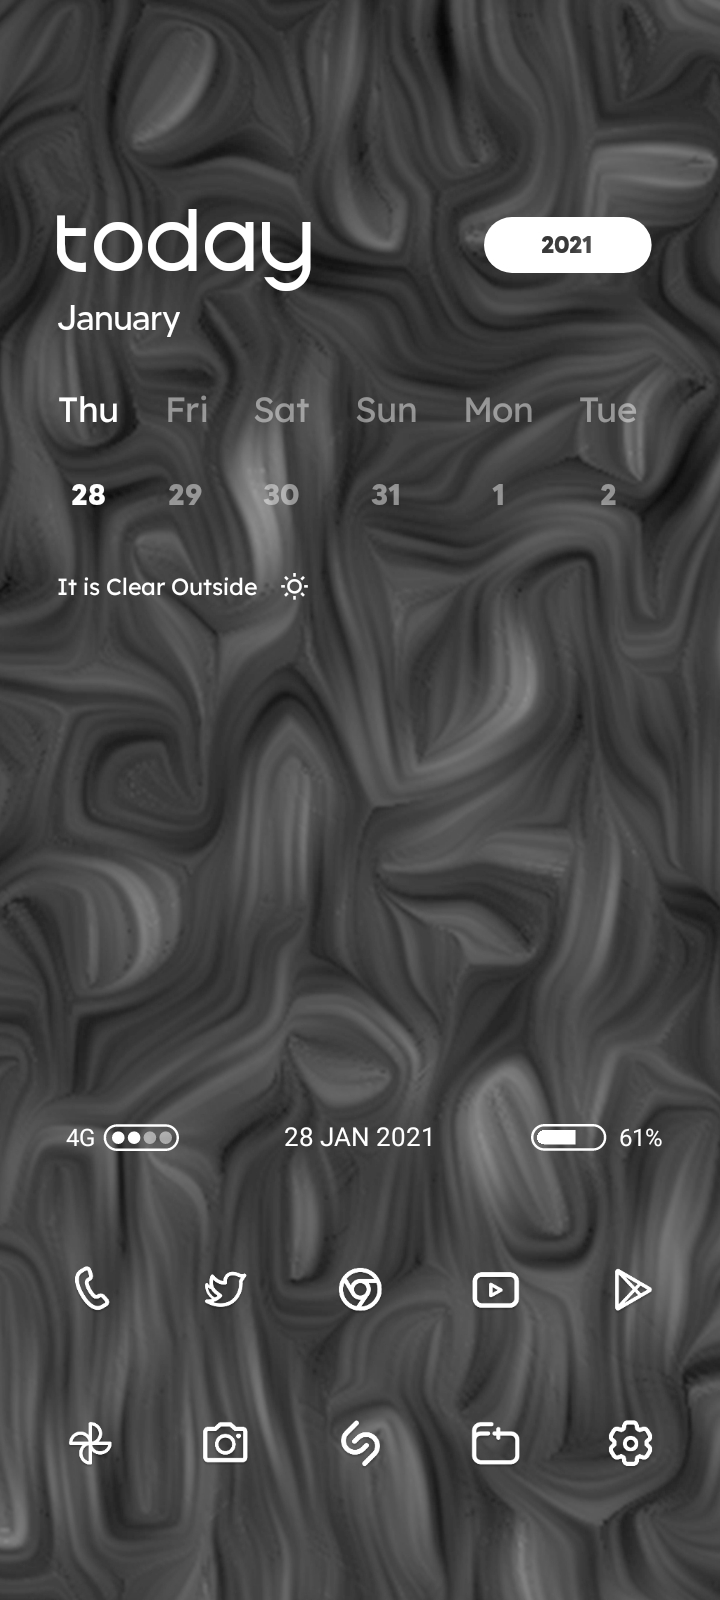 today
2021
January
Thu Fri Sat Sun Mon Tue
28 29 30 31 1 2
It is Clear Outside
4G 28 JAN 2021 61%